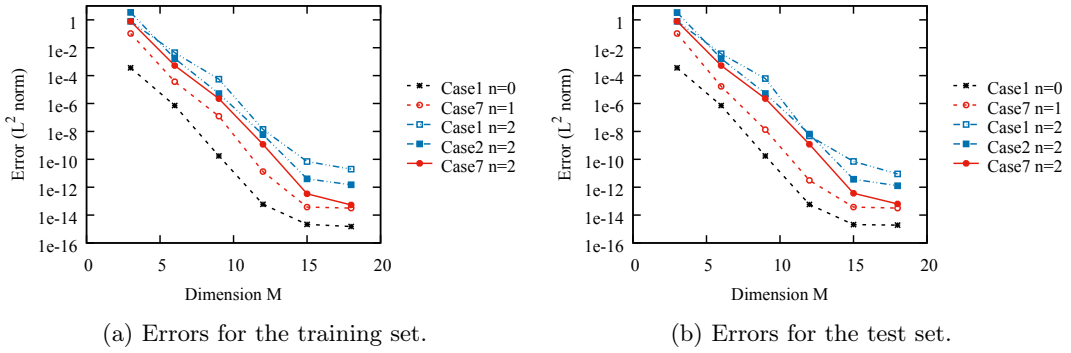 1
1e-2
1e-4
1e-6
1e-8
1e-10
1e-12
1e-14
1e-16
0 5 10 15 20
Error (L² norm)
Dimension M
Case1 n=0
Case7 n=1
Case1 n=2
Case2 n=2
Case7 n=2
(a) Errors for the training set.
1
1e-2
1e-4
1e-6
1e-8
1e-10
1e-12
1e-14
1e-16
0 5 10 15 20
Error (L² norm)
Dimension M
Case1 n=0
Case7 n=1
Case1 n=2
Case2 n=2
Case7 n=2
(b) Errors for the test set.